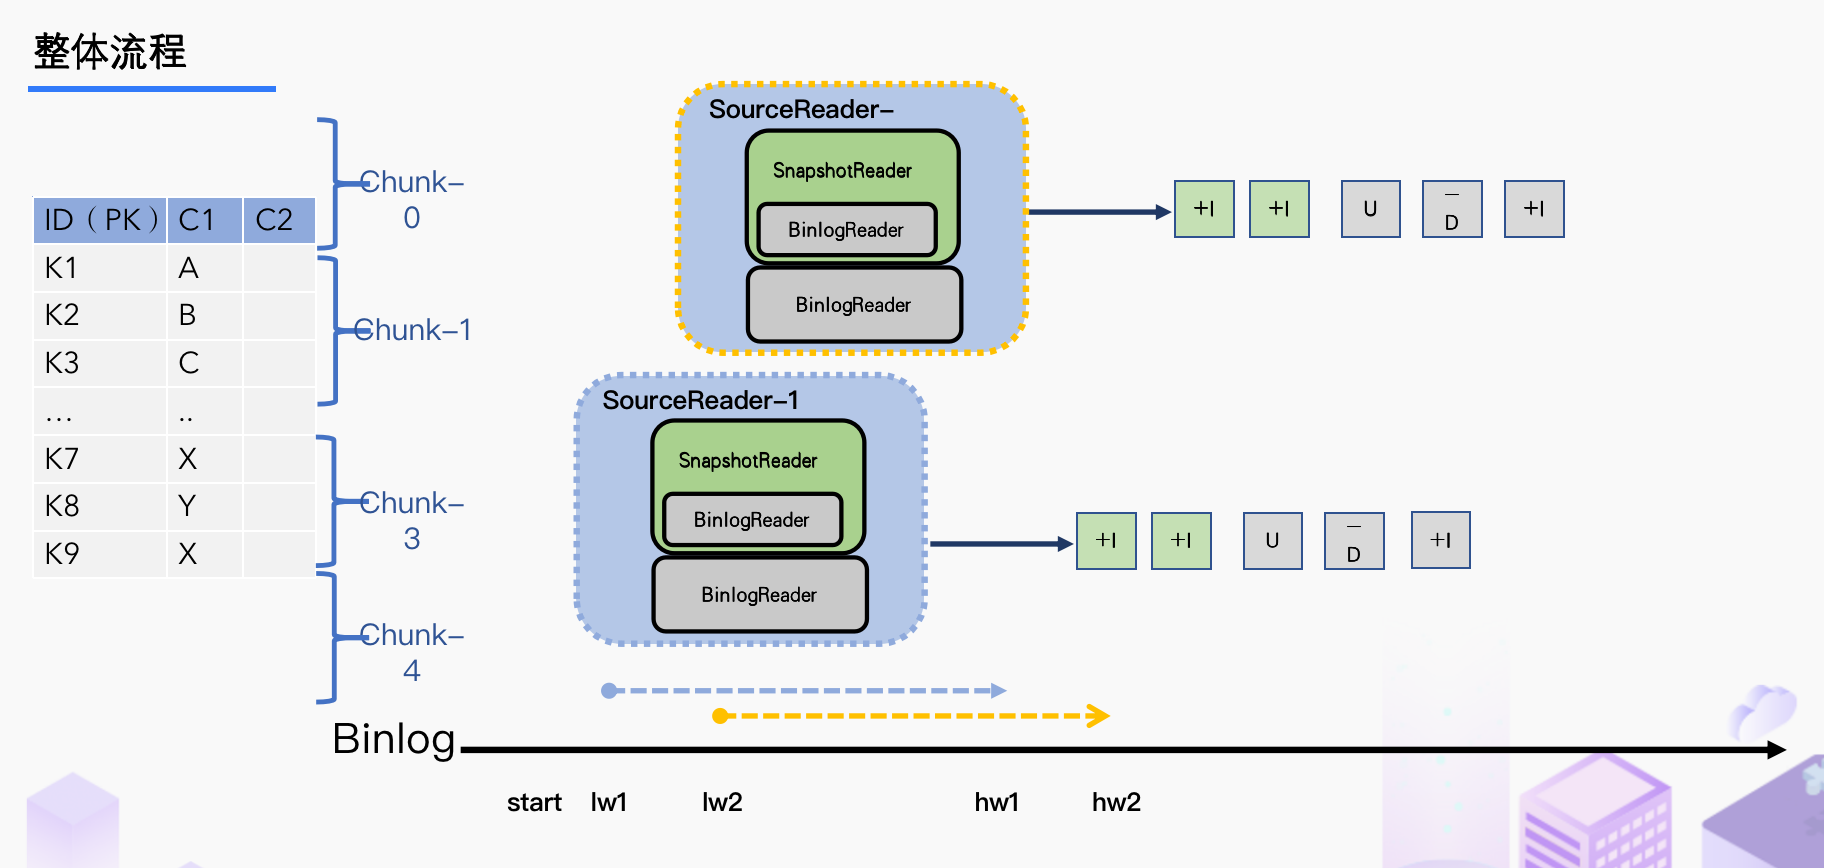 整体流程
ID（PK） C1 C2
K1 A
K2 B
K3 C
... ..
K7 X
K8 Y
K9 X
Chunk-
0
Chunk-1
Chunk-
3
Chunk-
4
SourceReader-
SnapshotReader
BinlogReader
BinlogReader
+I +I U −
D +I
SourceReader-1
SnapshotReader
BinlogReader
BinlogReader
+I +I U −
D +I
Binlog
start lw1 lw2 hw1 hw2